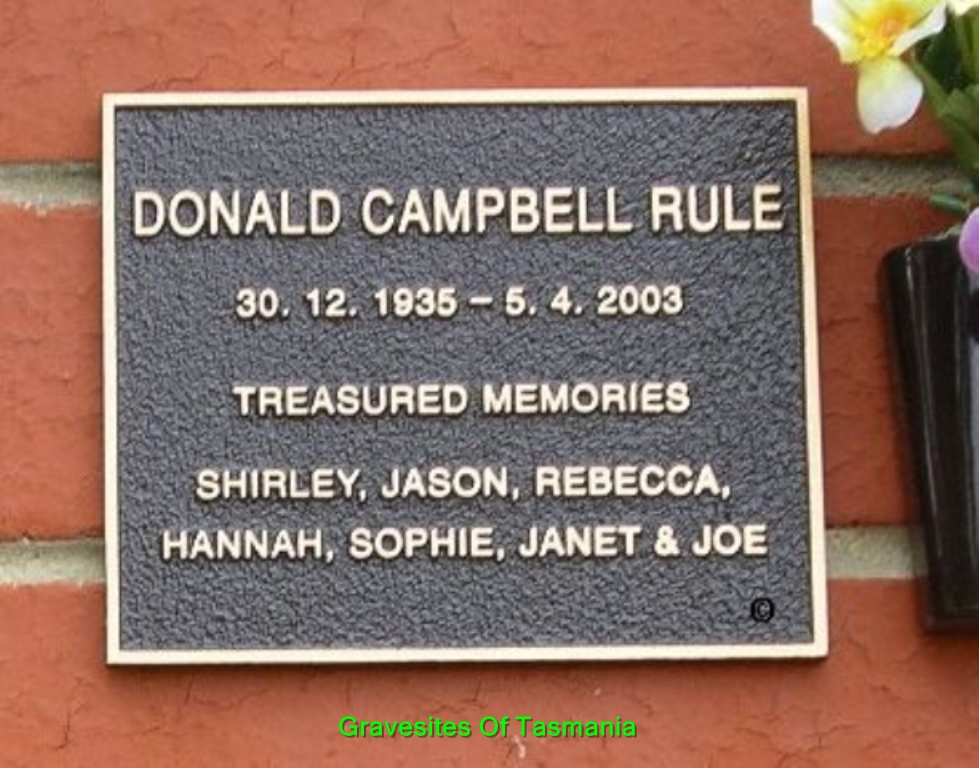 DONALD CAMPBELL RULE
30. 12. 1935 – 5. 4. 2003
TREASURED MEMORIES
SHIRLEY, JASON, REBECCA,
HANNAH, SOPHIE, JANET & JOE
©
Gravesites Of Tasmania